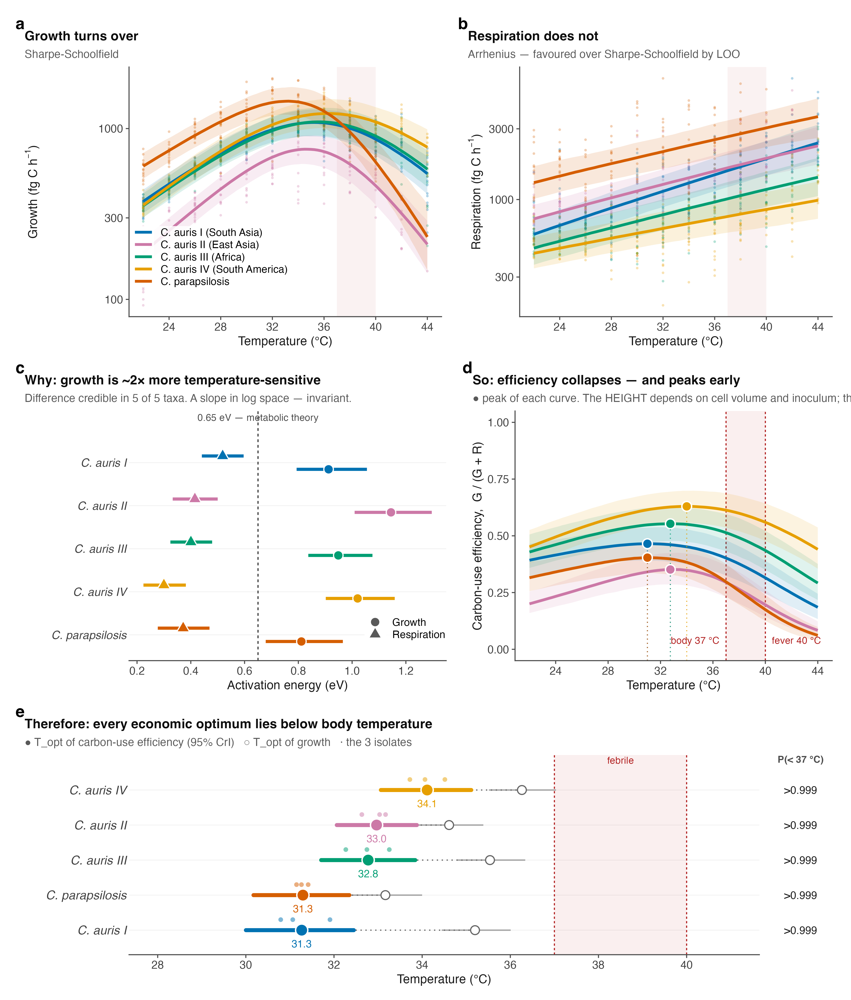 a
Growth turns over
Sharpe-Schoolfield
Growth (fg C h⁻¹)
1000
300
100
C. auris I (South Asia)
C. auris II (East Asia)
C. auris III (Africa)
C. auris IV (South America)
C. parapsilosis
24 28 32 36 40 44
Temperature (°C)
b
Respiration does not
Arrhenius — favoured over Sharpe-Schoolfield by LOO
Respiration (fg C h⁻¹)
3000
1000
300
24 28 32 36 40 44
Temperature (°C)
c
Why: growth is ~2× more temperature-sensitive
Difference credible in 5 of 5 taxa. A slope in log space — invariant.
0.65 eV — metabolic theory
C. auris I
C. auris II
C. auris III
C. auris IV
C. parapsilosis
Growth
Respiration
0.2 0.4 0.6 0.8 1.0 1.2
Activation energy (eV)
d
So: efficiency collapses — and peaks early
● peak of each curve. The HEIGHT depends on cell volume and inoculum; th
Carbon-use efficiency, G / (G + R)
1.00
0.75
0.50
0.25
0.00
body 37 °C
fever 40 °C
24 28 32 36 40 44
Temperature (°C)
e
Therefore: every economic optimum lies below body temperature
● T_opt of carbon-use efficiency (95% CrI) ○ T_opt of growth · the 3 isolates
febrile
P(< 37 °C)
C. auris IV
34.1
>0.999
C. auris II
33.0
>0.999
C. auris III
32.8
>0.999
C. parapsilosis
31.3
>0.999
C. auris I
31.3
>0.999
28 30 32 34 36 38 40
Temperature (°C)